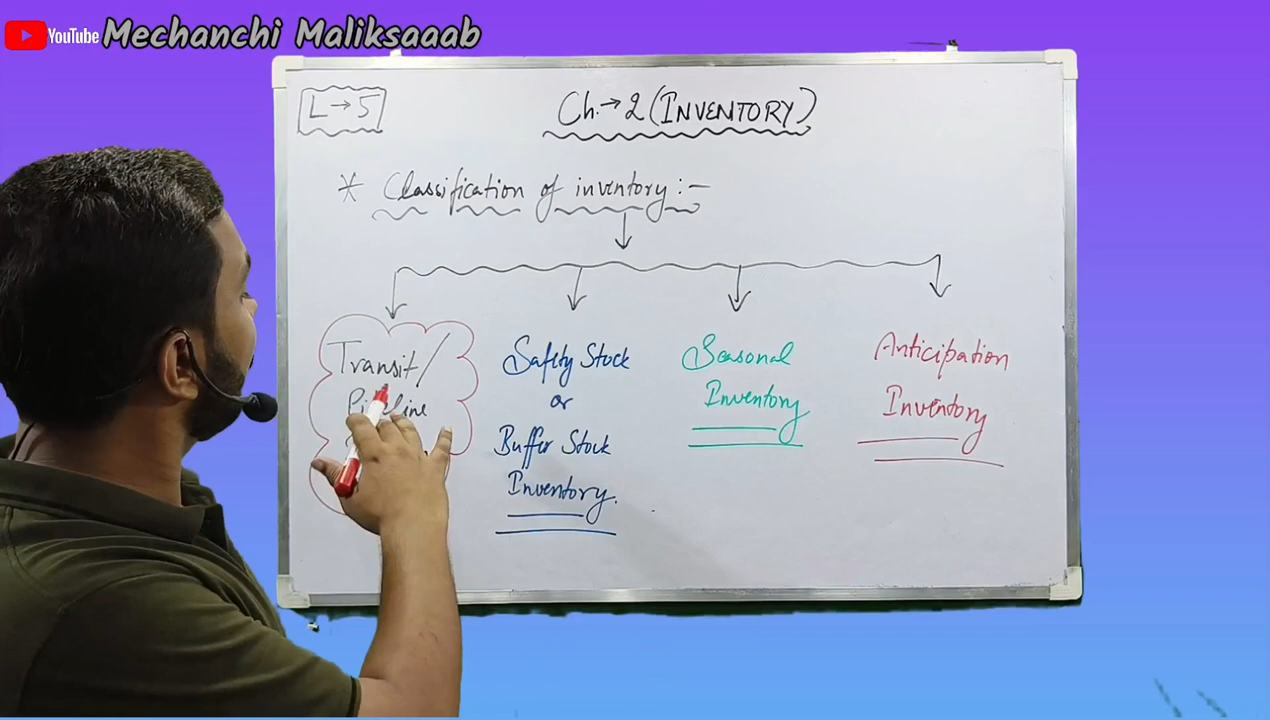 YouTube Mechanchi Maliksaaab
L→5
Ch.→2 (INVENTORY)
* Classification of inventory :-
Transit/
Pipeline
Safety Stock
or
Buffer Stock
Inventory.
Seasonal
Inventory
Anticipation
Inventory